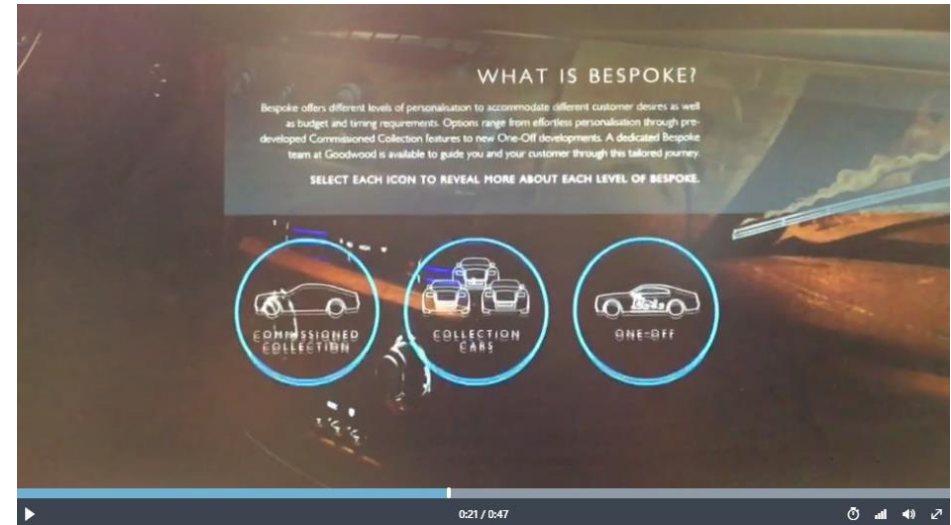 WHAT IS BESPOKE?
Bespoke offers different levels of personalisation to accommodate different customer desires as well
as budget and timing requirements. Options range from effortless personalisation through pre-
developed Commissioned Collection features to new One-Off developments. A dedicated Bespoke
team at Goodwood is available to guide you and your customer through this tailored journey.
SELECT EACH ICON TO REVEAL MORE ABOUT EACH LEVEL OF BESPOKE.
COMMISSIONED
COLLECTION
COLLECTION
CARS
ONE-OFF
0:21 / 0:47